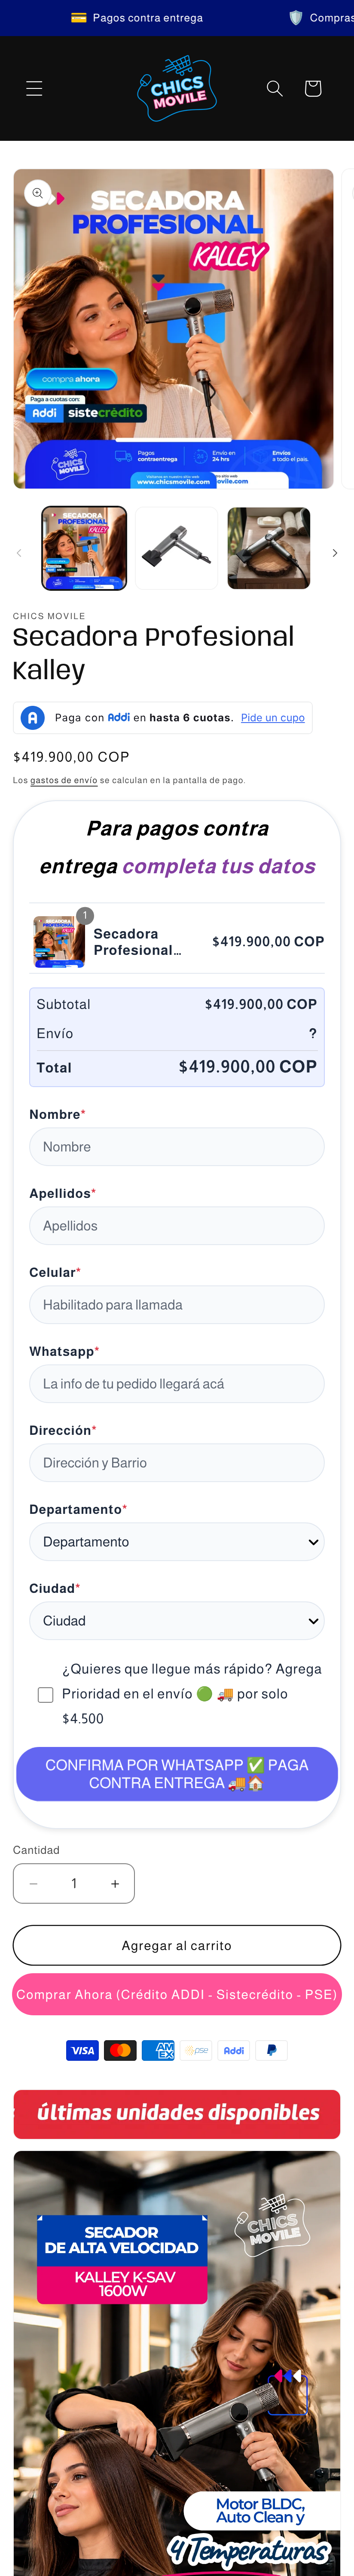 💳 Pagos contra entrega
🛡️ Compras
CHICS
MOVILE
SECADORA
PROFESIONAL
KALLEY
compra ahora
Paga a cuotas con:
Addi sistecrédito
CHICS
MOVILE
Pagos
contraentrega
Envío en
24 hrs
Envíos
a todo el país.
www.chicsmovile.com
CHICS MOVILE
Secadora Profesional
Kalley
Paga con Addi en hasta 6 cuotas. Pide un cupo
$419.900,00 COP
Los gastos de envío se calculan en la pantalla de pago.
Para pagos contra
entrega completa tus datos
1
Secadora
Profesional...
$419.900,00 COP
Subtotal $419.900,00 COP
Envío ?
Total $419.900,00 COP
Nombre*
Nombre
Apellidos*
Apellidos
Celular*
Habilitado para llamada
Whatsapp*
La info de tu pedido llegará acá
Dirección*
Dirección y Barrio
Departamento*
Departamento
Ciudad*
Ciudad
¿Quieres que llegue más rápido? Agrega
Prioridad en el envío 🟢 🚚 por solo
$4.500
CONFIRMA POR WHATSAPP ✅ PAGA
CONTRA ENTREGA 🚚🏠
Cantidad
− 1 +
Agregar al carrito
Comprar Ahora (Crédito ADDI - Sistecrédito - PSE)
VISA
AMEX
pse
Addi
últimas unidades disponibles
CHICS
MOVILE
SECADOR
DE ALTA VELOCIDAD
KALLEY K-SAV
1600W
Motor BLDC,
Auto Clean y
4 Temperaturas